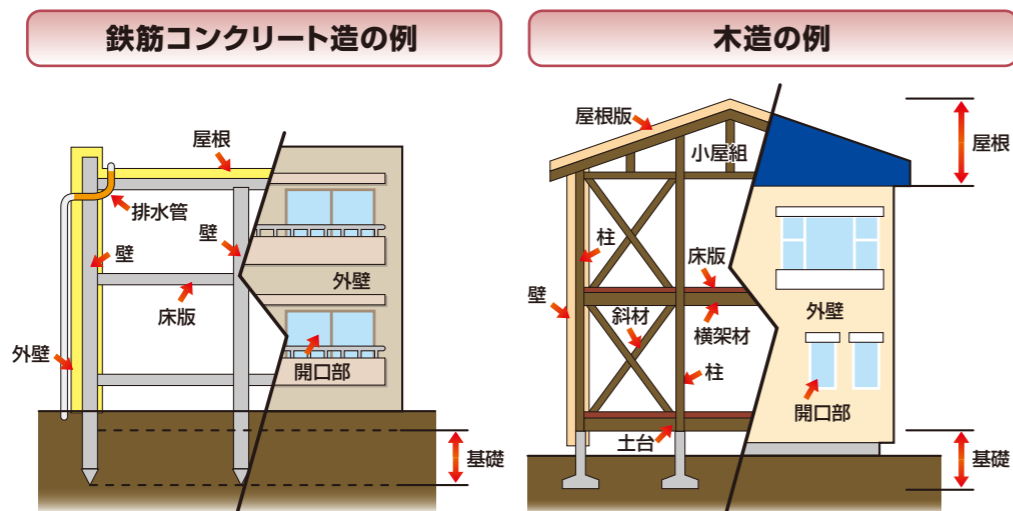 鉄筋コンクリート造の例
屋根
排水管
壁
壁
床版
外壁
外壁
開口部
基礎
木造の例
屋根版
小屋組
屋根
柱
床版
壁
斜材
横架材
外壁
柱
開口部
土台
基礎